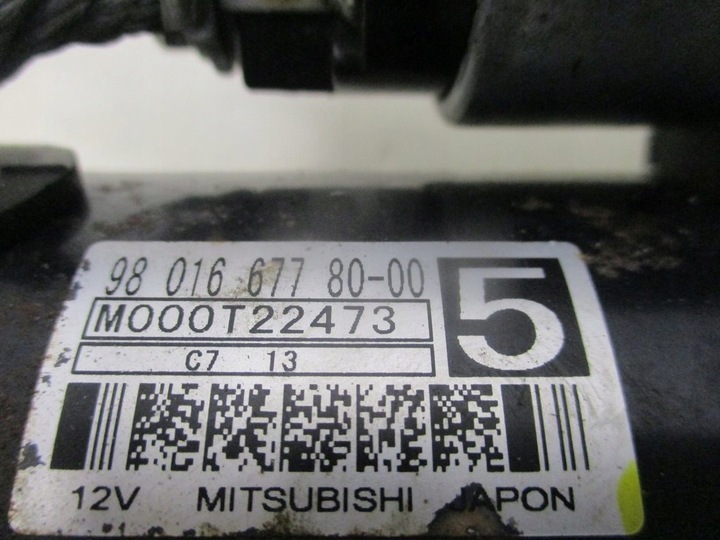 98 016 677 80-00
5
M000T22473
C7 13
12V MITSUBISHI JAPON